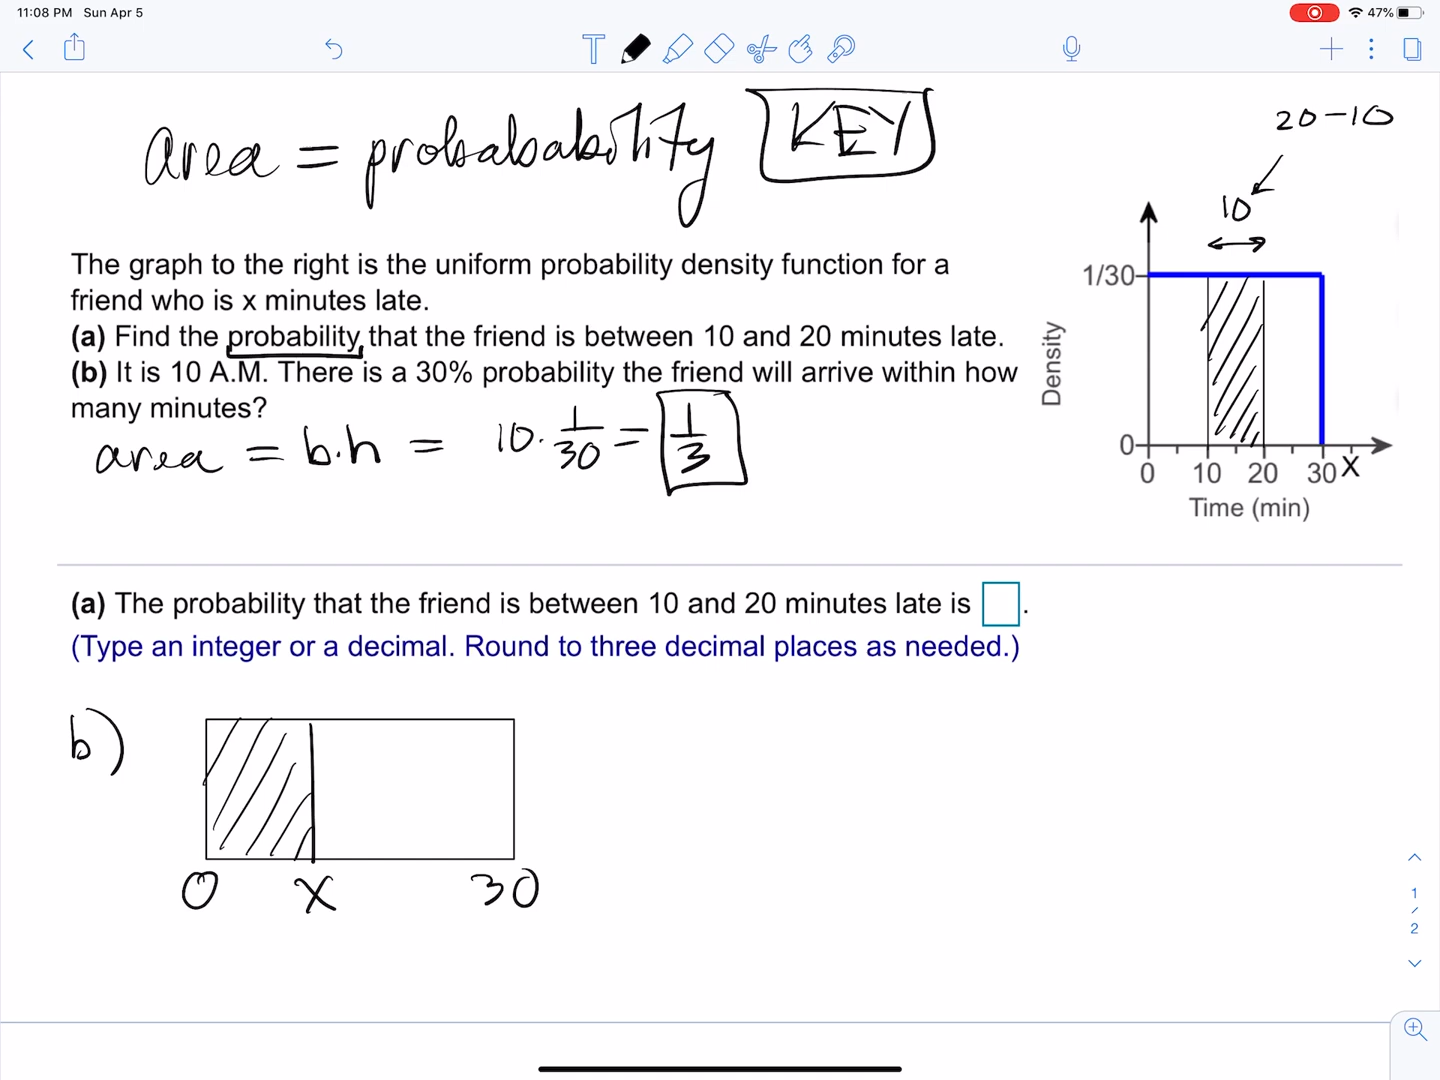 11:08 PM Sun Apr 5
47%
area = probabability KEY
20-10
10
The graph to the right is the uniform probability density function for a
friend who is x minutes late.
(a) Find the probability that the friend is between 10 and 20 minutes late.
(b) It is 10 A.M. There is a 30% probability the friend will arrive within how
many minutes?
area = b.h = 10. 1/30 = 1/3
1/30
Density
0
0 10 20 30 X
Time (min)
(a) The probability that the friend is between 10 and 20 minutes late is .
(Type an integer or a decimal. Round to three decimal places as needed.)
b)
0 X 30
1
/
2